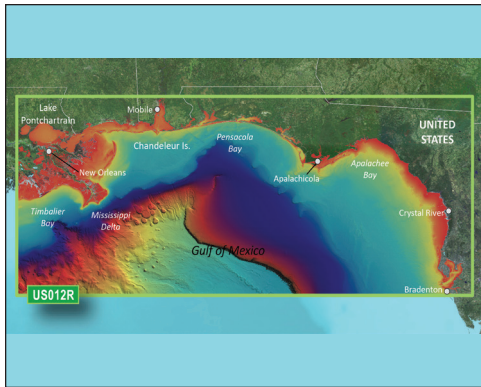 Lake
Pontchartrain
Mobile
Chandeleur Is.
Pensacola
Bay
UNITED
STATES
New Orleans
Apalachicola
Apalachee
Bay
Timbalier
Bay
Mississippi
Delta
Crystal River
Gulf of Mexico
Bradenton
US012R